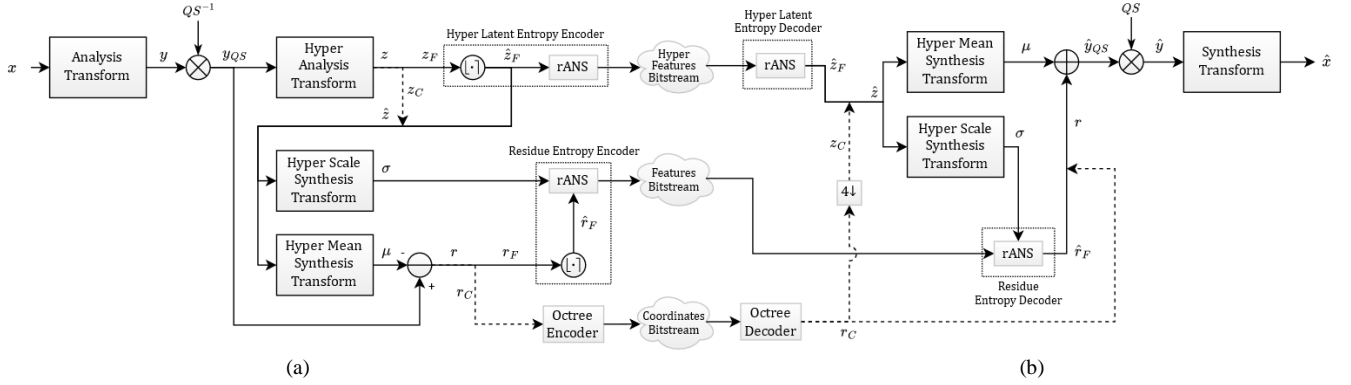 QS⁻¹
x
Analysis
Transform
y
y_QS
Hyper
Analysis
Transform
z
z_F
z_C
ẑ
Hyper Latent Entropy Encoder
⌊·⌉
ẑ_F
rANS
Hyper
Features
Bitstream
Hyper Scale
Synthesis
Transform
σ
Residue Entropy Encoder
rANS
r̂_F
⌊·⌉
Features
Bitstream
Hyper Mean
Synthesis
Transform
μ
-
+
r
r_F
r_C
Octree
Encoder
Coordinates
Bitstream
Octree
Decoder
r_C
Hyper Latent
Entropy Decoder
rANS
ẑ_F
ẑ
z_C
4↓
Hyper Mean
Synthesis
Transform
μ
Hyper Scale
Synthesis
Transform
σ
rANS
r̂_F
Residue
Entropy Decoder
r
ŷ_QS
QS
ŷ
Synthesis
Transform
x̂
(a)
(b)